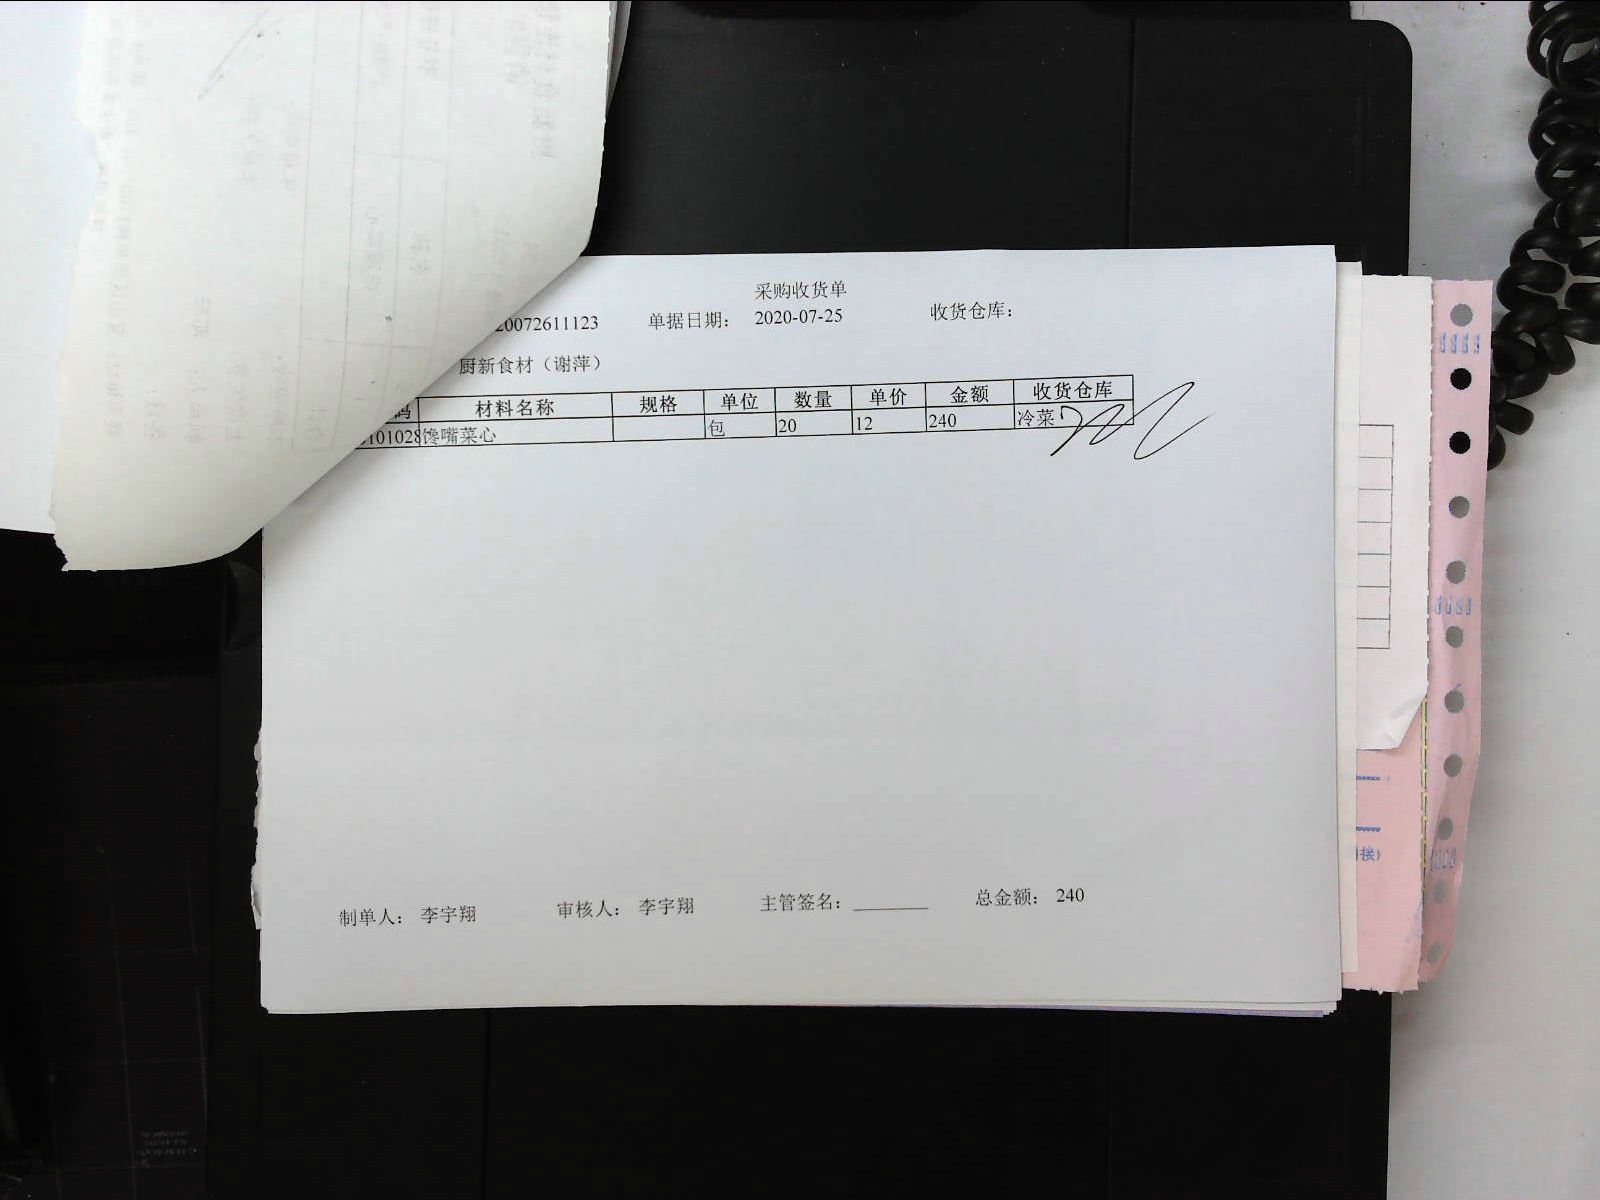 采购收货单
20072611123 单据日期： 2020-07-25 收货仓库：
厨新食材（谢萍）
码 材料名称 规格 单位 数量 单价 金额 收货仓库
101028 馋嘴菜心 包 20 12 240 冷菜
制单人： 李宇翔 审核人： 李宇翔 主管签名： 总金额： 240
接)